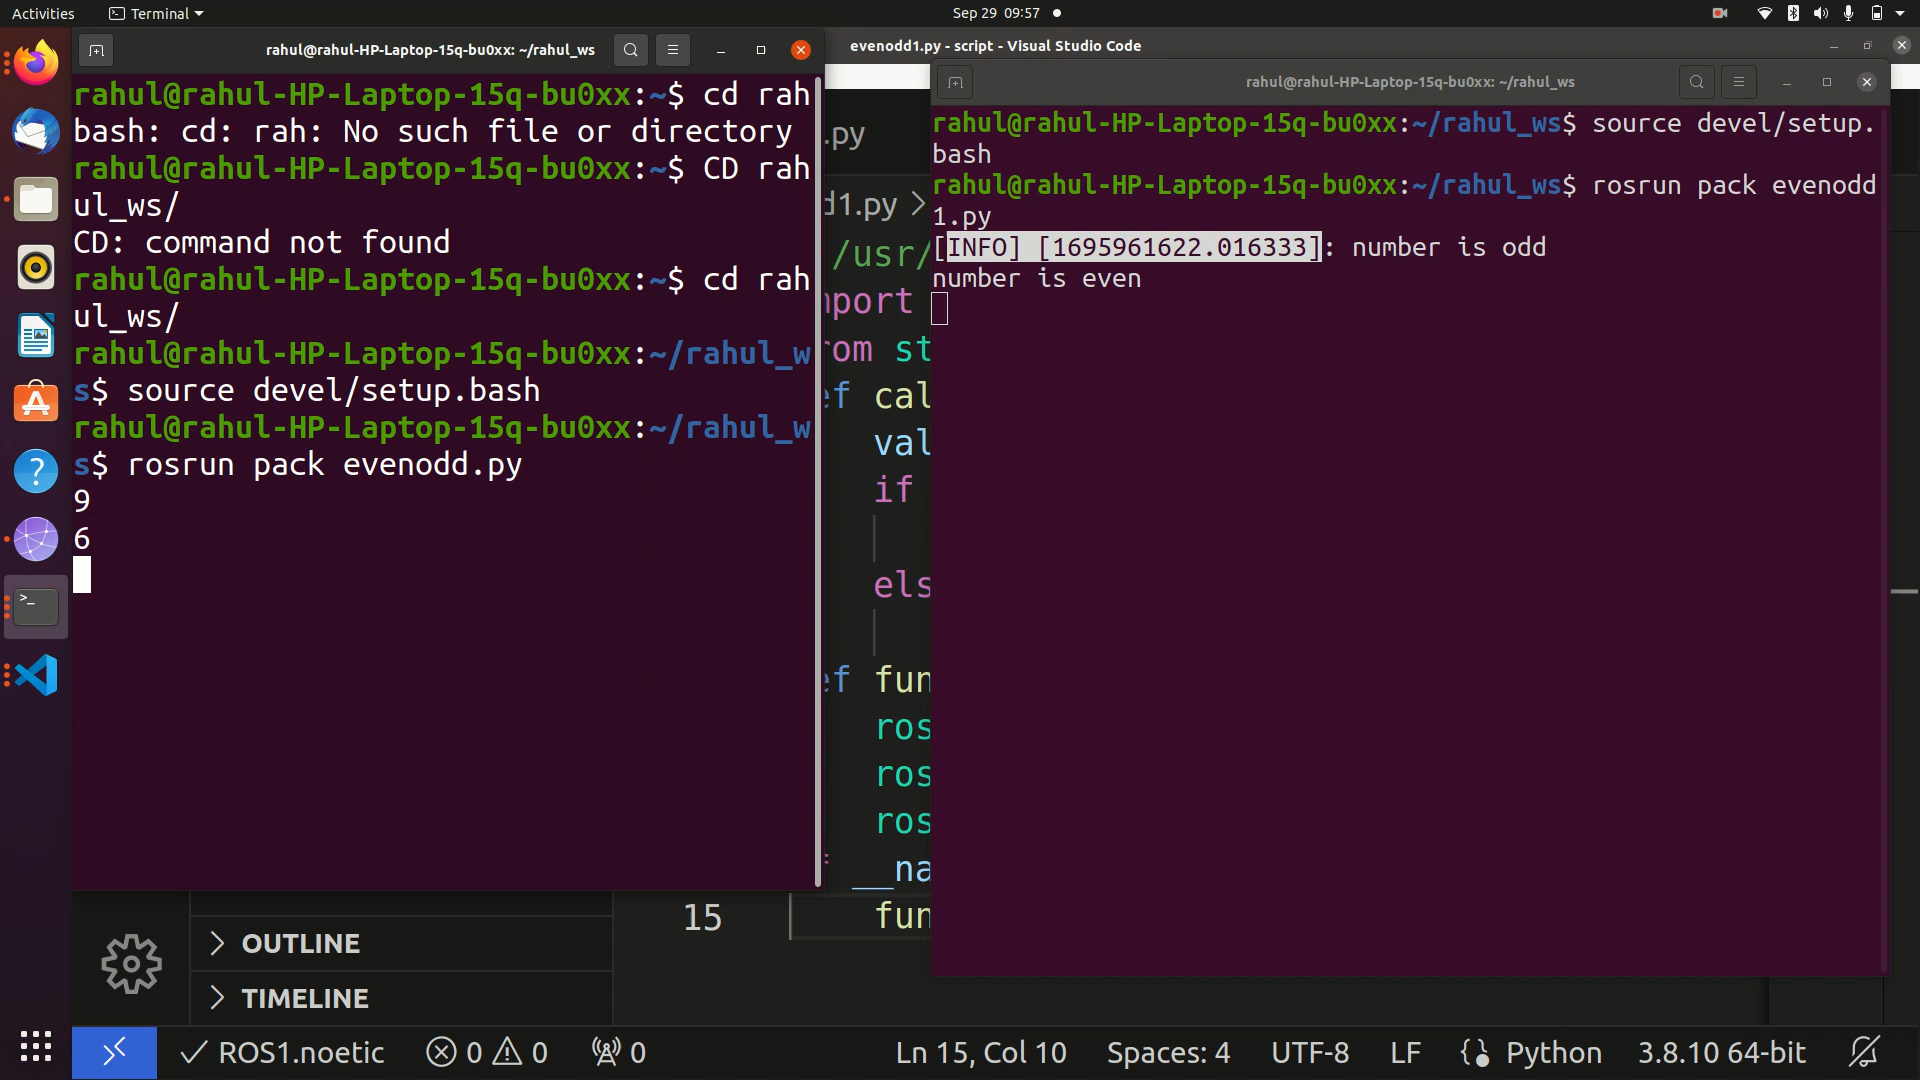 Activities
Terminal
Sep 29 09:57
rahul@rahul-HP-Laptop-15q-bu0xx: ~/rahul_ws
rahul@rahul-HP-Laptop-15q-bu0xx:~$ cd rah
bash: cd: rah: No such file or directory
rahul@rahul-HP-Laptop-15q-bu0xx:~$ CD rah
ul_ws/
CD: command not found
rahul@rahul-HP-Laptop-15q-bu0xx:~$ cd rah
ul_ws/
rahul@rahul-HP-Laptop-15q-bu0xx:~/rahul_w
s$ source devel/setup.bash
rahul@rahul-HP-Laptop-15q-bu0xx:~/rahul_w
s$ rosrun pack evenodd.py
9
6
evenodd1.py - script - Visual Studio Code
.py
d1.py >
/usr/
mport
rom st
ef cal
val
if
els
ef fun
ros
ros
ros
__na
15 fun
rahul@rahul-HP-Laptop-15q-bu0xx: ~/rahul_ws
rahul@rahul-HP-Laptop-15q-bu0xx:~/rahul_ws$ source devel/setup.
bash
rahul@rahul-HP-Laptop-15q-bu0xx:~/rahul_ws$ rosrun pack evenodd
1.py
[INFO] [1695961622.016333]: number is odd
number is even
OUTLINE
TIMELINE
ROS1.noetic
0
0
0
Ln 15, Col 10
Spaces: 4
UTF-8
LF
Python
3.8.10 64-bit